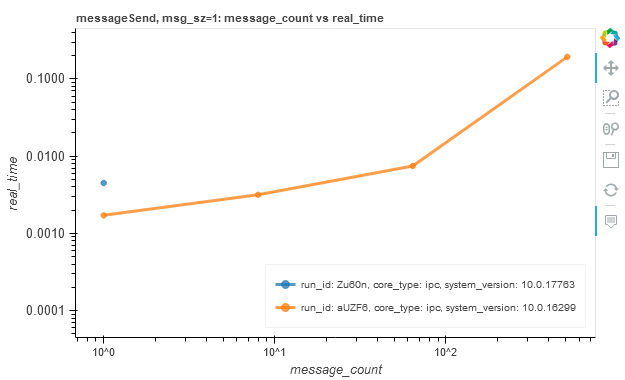 messageSend, msg_sz=1: message_count vs real_time
real_time
0.1000
0.0100
0.0010
0.0001
run_id: Zu60n, core_type: ipc, system_version: 10.0.17763
run_id: aUZF6, core_type: ipc, system_version: 10.0.16299
10^0
10^1
10^2
message_count